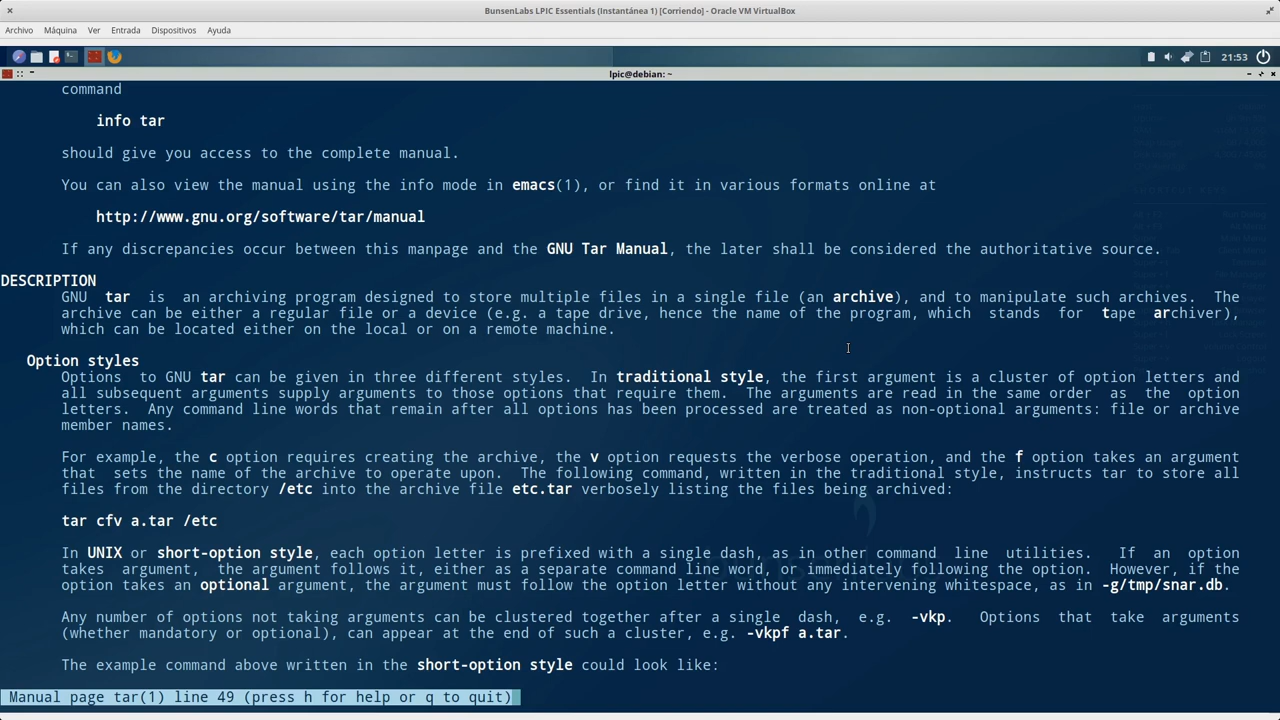 BunsenLabs LPIC Essentials (Instantánea 1) [Corriendo] - Oracle VM VirtualBox
Archivo Máquina Ver Entrada Dispositivos Ayuda
21:53
lpic@debian: ~
command
info tar
should give you access to the complete manual.
You can also view the manual using the info mode in emacs(1), or find it in various formats online at
http://www.gnu.org/software/tar/manual
If any discrepancies occur between this manpage and the GNU Tar Manual, the later shall be considered the authoritative source.
DESCRIPTION
GNU tar is an archiving program designed to store multiple files in a single file (an archive), and to manipulate such archives. The
archive can be either a regular file or a device (e.g. a tape drive, hence the name of the program, which stands for tape archiver),
which can be located either on the local or on a remote machine.
Option styles
Options to GNU tar can be given in three different styles. In traditional style, the first argument is a cluster of option letters and
all subsequent arguments supply arguments to those options that require them. The arguments are read in the same order as the option
letters. Any command line words that remain after all options has been processed are treated as non-optional arguments: file or archive
member names.
For example, the c option requires creating the archive, the v option requests the verbose operation, and the f option takes an argument
that sets the name of the archive to operate upon. The following command, written in the traditional style, instructs tar to store all
files from the directory /etc into the archive file etc.tar verbosely listing the files being archived:
tar cfv a.tar /etc
In UNIX or short-option style, each option letter is prefixed with a single dash, as in other command line utilities. If an option
takes argument, the argument follows it, either as a separate command line word, or immediately following the option. However, if the
option takes an optional argument, the argument must follow the option letter without any intervening whitespace, as in -g/tmp/snar.db.
Any number of options not taking arguments can be clustered together after a single dash, e.g. -vkp. Options that take arguments
(whether mandatory or optional), can appear at the end of such a cluster, e.g. -vkpf a.tar.
The example command above written in the short-option style could look like:
Manual page tar(1) line 49 (press h for help or q to quit)